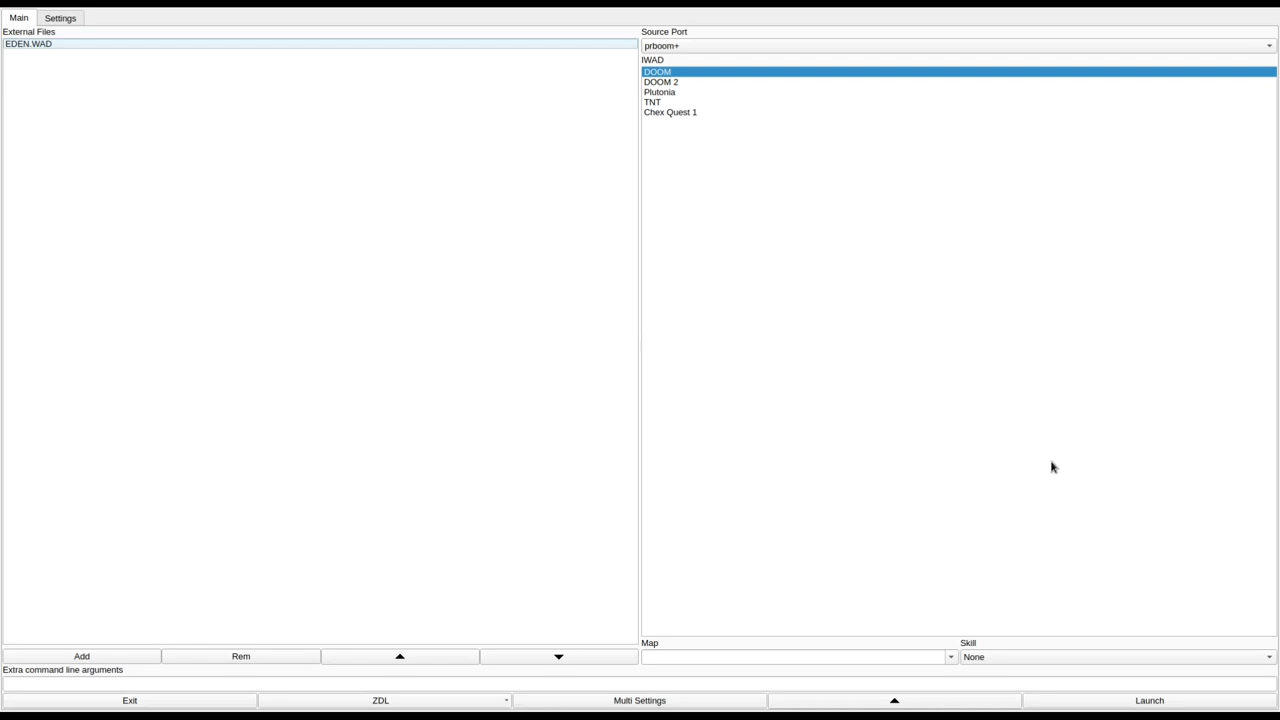 Main Settings
External Files
EDEN.WAD
Source Port
prboom+
IWAD
DOOM
DOOM 2
Plutonia
TNT
Chex Quest 1
Map Skill
None
Add Rem
Extra command line arguments
Exit ZDL Multi Settings Launch